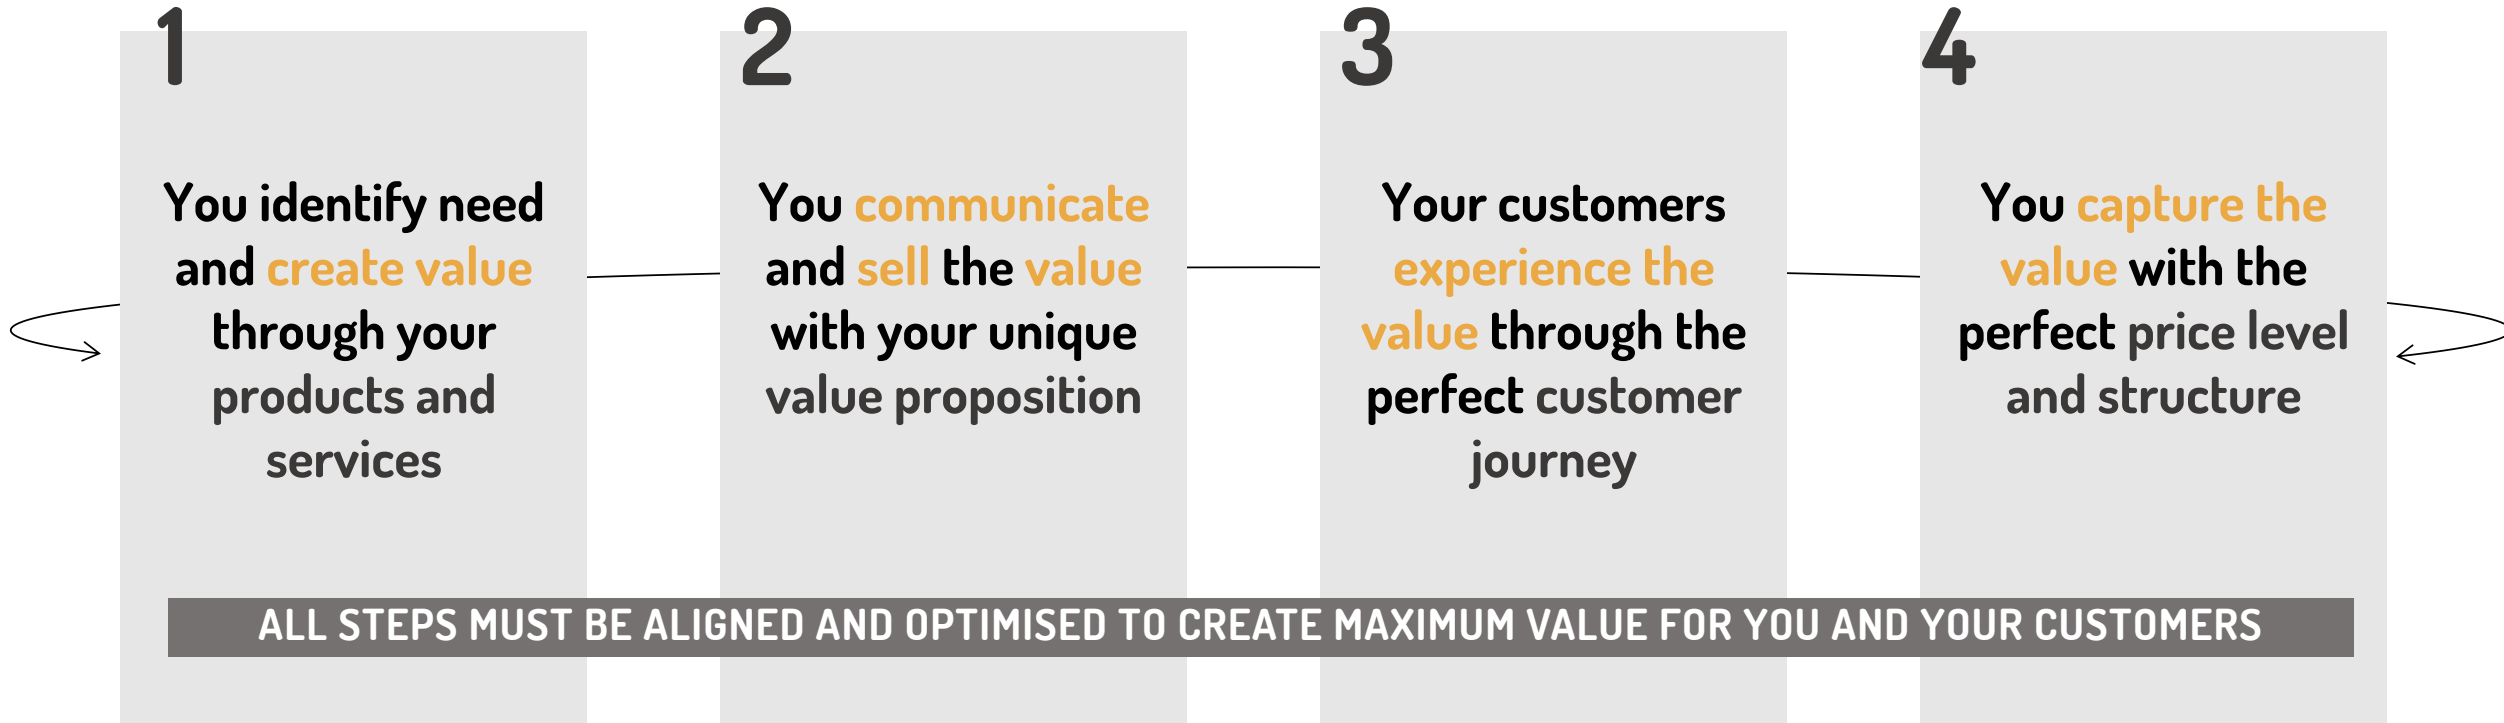 1
You identify need
and create value
through your
products and
services
2
You communicate
and sell the value
with your unique
value proposition
3
Your customers
experience the
value through the
perfect customer
journey
4
You capture the
value with the
perfect price level
and structure
ALL STEPS MUST BE ALIGNED AND OPTIMISED TO CREATE MAXIMUM VALUE FOR YOU AND YOUR CUSTOMERS